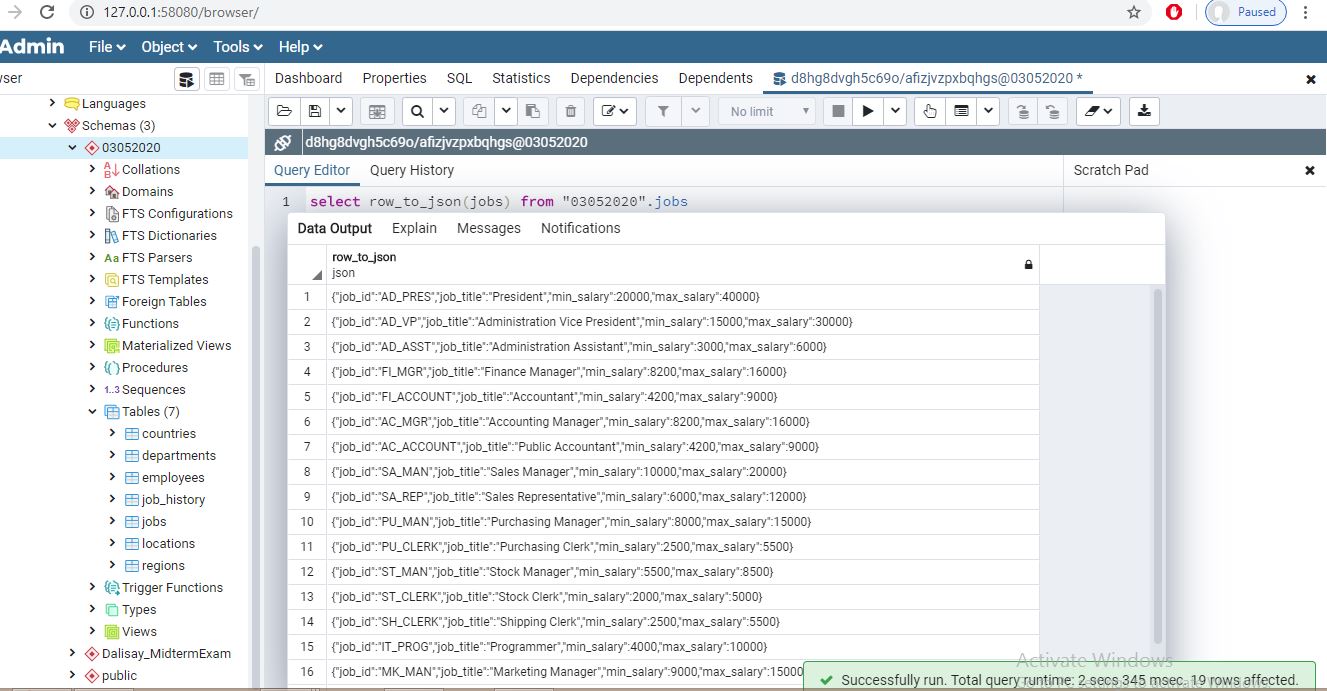 127.0.0.1:58080/browser/
Paused
Admin
File
Object
Tools
Help
wser
Dashboard
Properties
SQL
Statistics
Dependencies
Dependents
d8hg8dvgh5c69o/afizjvzpxbqhgs@03052020 *
No limit
d8hg8dvgh5c69o/afizjvzpxbqhgs@03052020
Query Editor
Query History
Scratch Pad
1 select row_to_json(jobs) from "03052020".jobs
Languages
Schemas (3)
03052020
Collations
Domains
FTS Configurations
FTS Dictionaries
Aa FTS Parsers
FTS Templates
Foreign Tables
Functions
Materialized Views
Procedures
1..3 Sequences
Tables (7)
countries
departments
employees
job_history
jobs
locations
regions
Trigger Functions
Types
Views
Dalisay_MidtermExam
public
Data Output
Explain
Messages
Notifications
row_to_json
json
1 {"job_id":"AD_PRES","job_title":"President","min_salary":20000,"max_salary":40000}
2 {"job_id":"AD_VP","job_title":"Administration Vice President","min_salary":15000,"max_salary":30000}
3 {"job_id":"AD_ASST","job_title":"Administration Assistant","min_salary":3000,"max_salary":6000}
4 {"job_id":"FI_MGR","job_title":"Finance Manager","min_salary":8200,"max_salary":16000}
5 {"job_id":"FI_ACCOUNT","job_title":"Accountant","min_salary":4200,"max_salary":9000}
6 {"job_id":"AC_MGR","job_title":"Accounting Manager","min_salary":8200,"max_salary":16000}
7 {"job_id":"AC_ACCOUNT","job_title":"Public Accountant","min_salary":4200,"max_salary":9000}
8 {"job_id":"SA_MAN","job_title":"Sales Manager","min_salary":10000,"max_salary":20000}
9 {"job_id":"SA_REP","job_title":"Sales Representative","min_salary":6000,"max_salary":12000}
10 {"job_id":"PU_MAN","job_title":"Purchasing Manager","min_salary":8000,"max_salary":15000}
11 {"job_id":"PU_CLERK","job_title":"Purchasing Clerk","min_salary":2500,"max_salary":5500}
12 {"job_id":"ST_MAN","job_title":"Stock Manager","min_salary":5500,"max_salary":8500}
13 {"job_id":"ST_CLERK","job_title":"Stock Clerk","min_salary":2000,"max_salary":5000}
14 {"job_id":"SH_CLERK","job_title":"Shipping Clerk","min_salary":2500,"max_salary":5500}
15 {"job_id":"IT_PROG","job_title":"Programmer","min_salary":4000,"max_salary":10000}
16 {"job_id":"MK_MAN","job_title":"Marketing Manager","min_salary":9000,"max_salary":15000
Activate Windows
Successfully run. Total query runtime: 2 secs 345 msec. 19 rows affected.